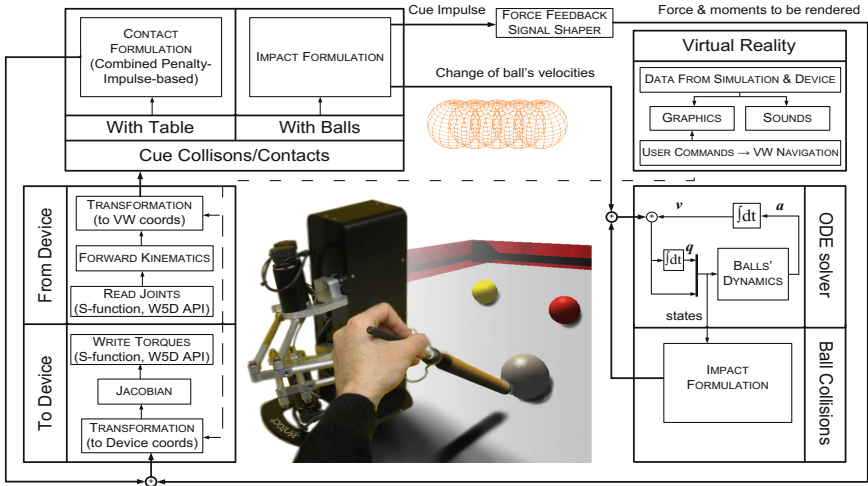 CONTACT
FORMULATION
(Combined Penalty-
Impulse-based)
IMPACT FORMULATION
With Table
With Balls
Cue Collisons/Contacts
Cue Impulse
FORCE FEEDBACK
SIGNAL SHAPER
Force & moments to be rendered
Change of ball's velocities
Virtual Reality
DATA FROM SIMULATION & DEVICE
GRAPHICS
SOUNDS
USER COMMANDS → VW NAVIGATION
From Device
TRANSFORMATION
(to VW coords)
FORWARD KINEMATICS
READ JOINTS
(S-function, W5D API)
To Device
WRITE TORQUES
(S-function, W5D API)
JACOBIAN
TRANSFORMATION
(to Device coords)
v
∫dt
a
∫dt
q
BALLS'
DYNAMICS
ODE solver
states
IMPACT
FORMULATION
Ball Collisions